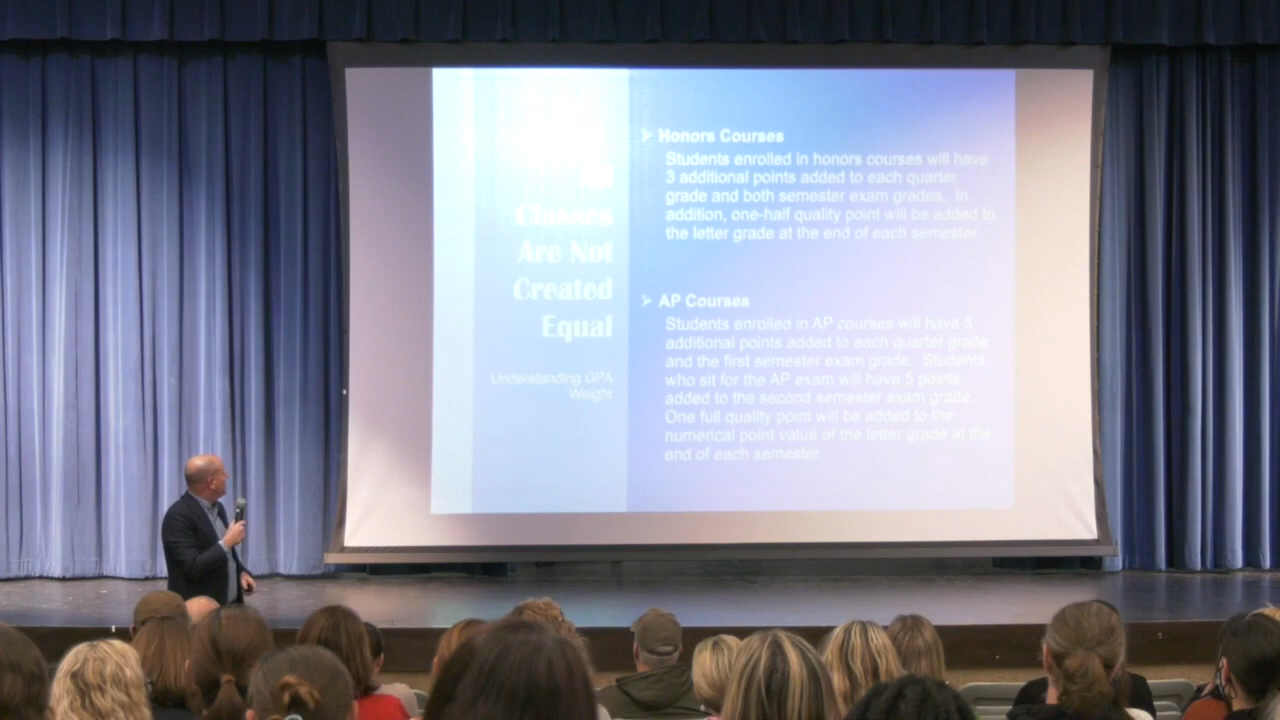 All
Classes
Are Not
Created
Equal
Understanding GPA
Weight
➢ Honors Courses
Students enrolled in honors courses will have
3 additional points added to each quarter
grade and both semester exam grades. In
addition, one-half quality point will be added to
the letter grade at the end of each semester
➢ AP Courses
Students enrolled in AP courses will have 5
additional points added to each quarter grade
and the first semester exam grade. Students
who sit for the AP exam will have 5 points
added to the second semester exam grade.
One full quality point will be added to the
numerical point value of the letter grade at the
end of each semester.